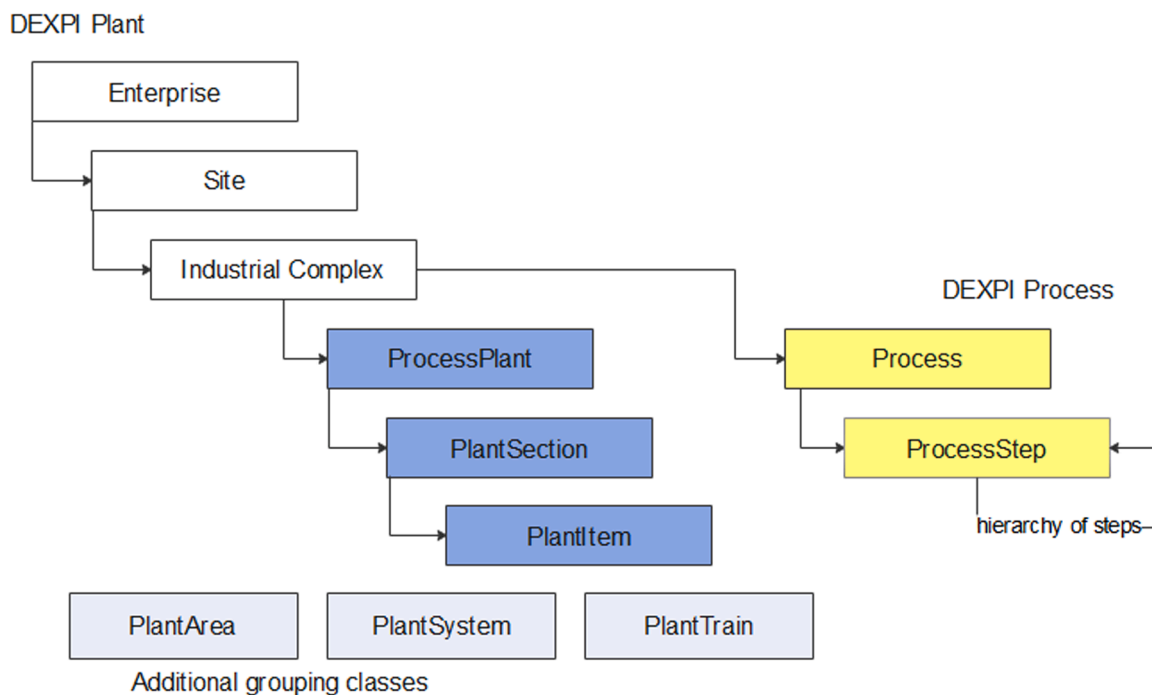 DEXPI Plant
Enterprise
Site
Industrial Complex
DEXPI Process
ProcessPlant
Process
PlantSection
ProcessStep
PlantItem
hierarchy of steps
PlantArea
PlantSystem
PlantTrain
Additional grouping classes